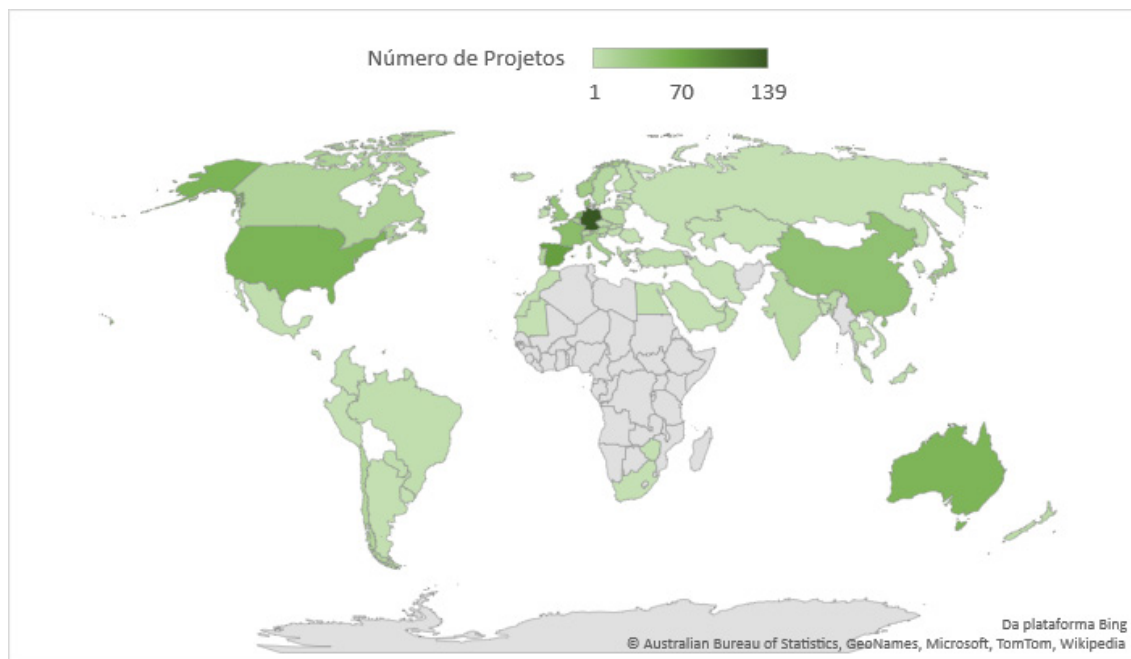 Número de Projetos
1 70 139
Da plataforma Bing
© Australian Bureau of Statistics, GeoNames, Microsoft, TomTom, Wikipedia